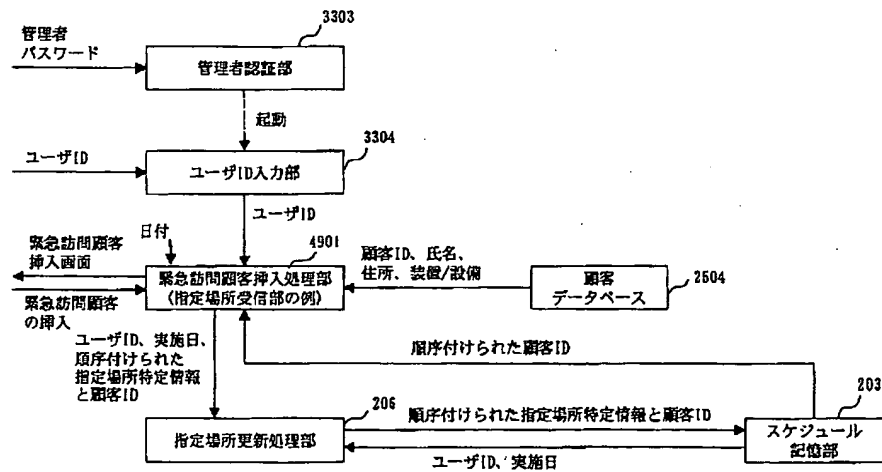 3303
管理者
パスワード
管理者認証部
起動
3304
ユーザID
ユーザID入力部
ユーザID
日付
4901
緊急訪問顧客
挿入画面
緊急訪問顧客挿入処理部
(指定場所受信部の例)
顧客ID、氏名、
住所、装置/設備
顧客
データベース
2504
緊急訪問顧客
の挿入
ユーザID、実施日、
順序付けられた
指定場所特定情報
と顧客ID
順序付けられた顧客ID
206
203
指定場所更新処理部
順序付けられた指定場所特定情報と顧客ID
スケジュール
記憶部
ユーザID、実施日